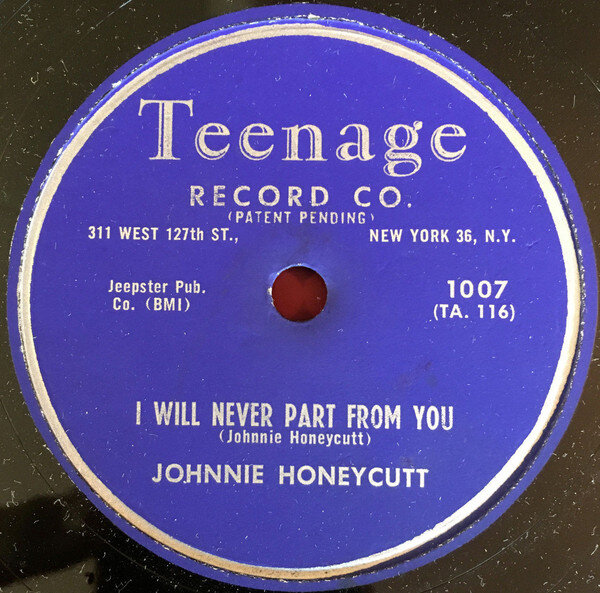 Teenage
RECORD CO.
(PATENT PENDING)
311 WEST 127th ST., NEW YORK 36, N.Y.
Jeepster Pub.
Co. (BMI)
1007
(TA. 116)
I WILL NEVER PART FROM YOU
(Johnnie Honeycutt)
JOHNNIE HONEYCUTT